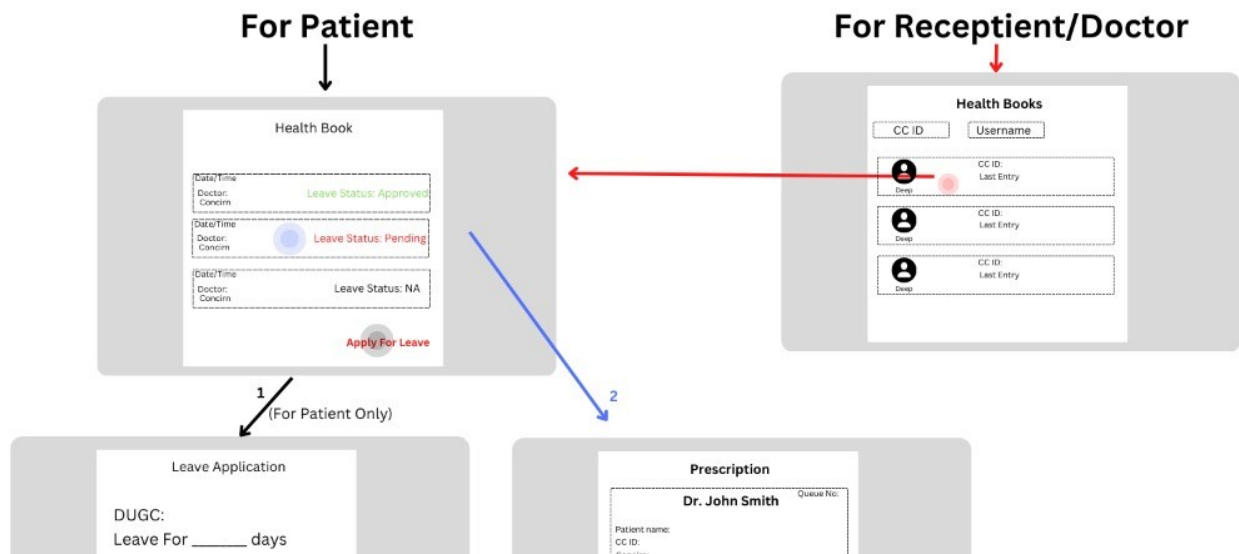 For Patient
For Receptient/Doctor
Health Book
Date/Time
Doctor:
Concirn
Leave Status: Approved
Date/Time
Doctor:
Concirn
Leave Status: Pending
Date/Time
Doctor:
Concirn
Leave Status: NA
Apply For Leave
Health Books
CC ID
Username
CC ID:
Last Entry
Deep
CC ID:
Last Entry
Deep
CC ID:
Last Entry
Deep
1
(For Patient Only)
2
Leave Application
DUGC:
Leave For _______ days
Prescription
Dr. John Smith
Queue No:
Patient name:
CC ID: